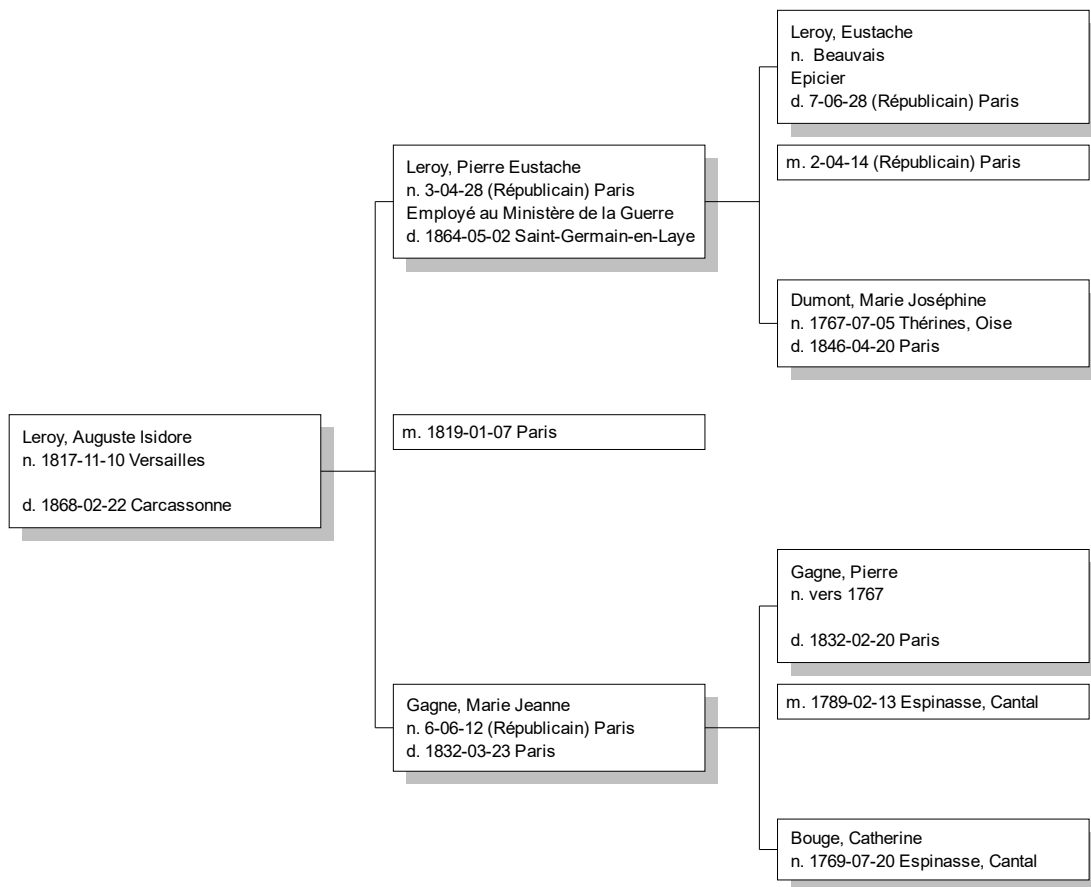 Leroy, Eustache
n.  Beauvais
Epicier
d. 7-06-28 (Républicain) Paris
m. 2-04-14 (Républicain) Paris
Leroy, Pierre Eustache
n. 3-04-28 (Républicain) Paris
Employé au Ministère de la Guerre
d. 1864-05-02 Saint-Germain-en-Laye
Dumont, Marie Joséphine
n. 1767-07-05 Thérines, Oise
d. 1846-04-20 Paris
m. 1819-01-07 Paris
Leroy, Auguste Isidore
n. 1817-11-10 Versailles
d. 1868-02-22 Carcassonne
Gagne, Pierre
n. vers 1767
d. 1832-02-20 Paris
m. 1789-02-13 Espinasse, Cantal
Gagne, Marie Jeanne
n. 6-06-12 (Républicain) Paris
d. 1832-03-23 Paris
Bouge, Catherine
n. 1769-07-20 Espinasse, Cantal